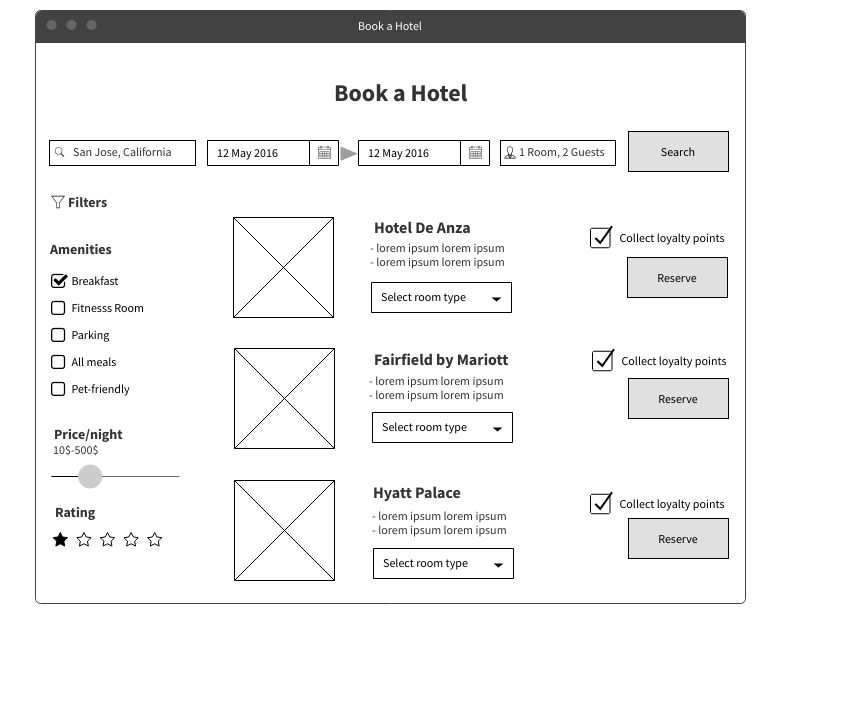 Book a Hotel
Book a Hotel
San Jose, California
12 May 2016
12 May 2016
1 Room, 2 Guests
Search
Filters
Amenities
Breakfast
Fitnesss Room
Parking
All meals
Pet-friendly
Price/night
10$-500$
Rating
Hotel De Anza
- lorem ipsum lorem ipsum
- lorem ipsum lorem ipsum
Select room type
Collect loyalty points
Reserve
Fairfield by Mariott
- lorem ipsum lorem ipsum
- lorem ipsum lorem ipsum
Select room type
Collect loyalty points
Reserve
Hyatt Palace
- lorem ipsum lorem ipsum
- lorem ipsum lorem ipsum
Select room type
Collect loyalty points
Reserve